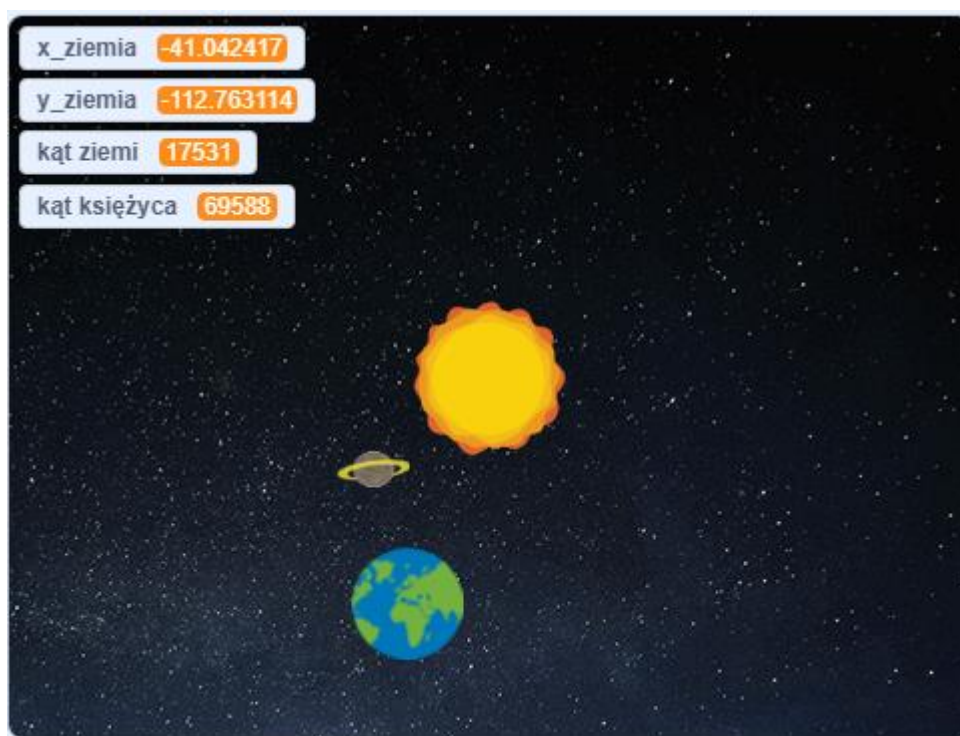 x_ziemia -41.042417
y_ziemia -112.763114
kąt ziemi 17531
kąt księżyca 69588